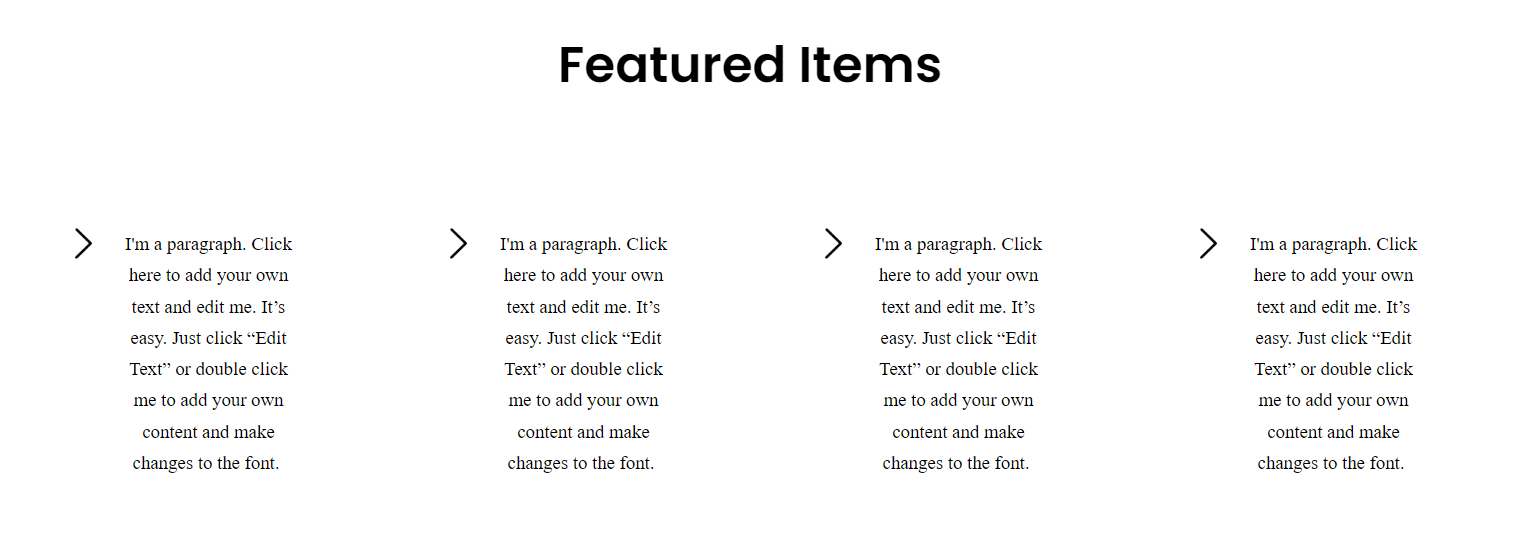 Featured Items
I'm a paragraph. Click
here to add your own
text and edit me. It’s
easy. Just click “Edit
Text” or double click
me to add your own
content and make
changes to the font.
I'm a paragraph. Click
here to add your own
text and edit me. It’s
easy. Just click “Edit
Text” or double click
me to add your own
content and make
changes to the font.
I'm a paragraph. Click
here to add your own
text and edit me. It’s
easy. Just click “Edit
Text” or double click
me to add your own
content and make
changes to the font.
I'm a paragraph. Click
here to add your own
text and edit me. It’s
easy. Just click “Edit
Text” or double click
me to add your own
content and make
changes to the font.